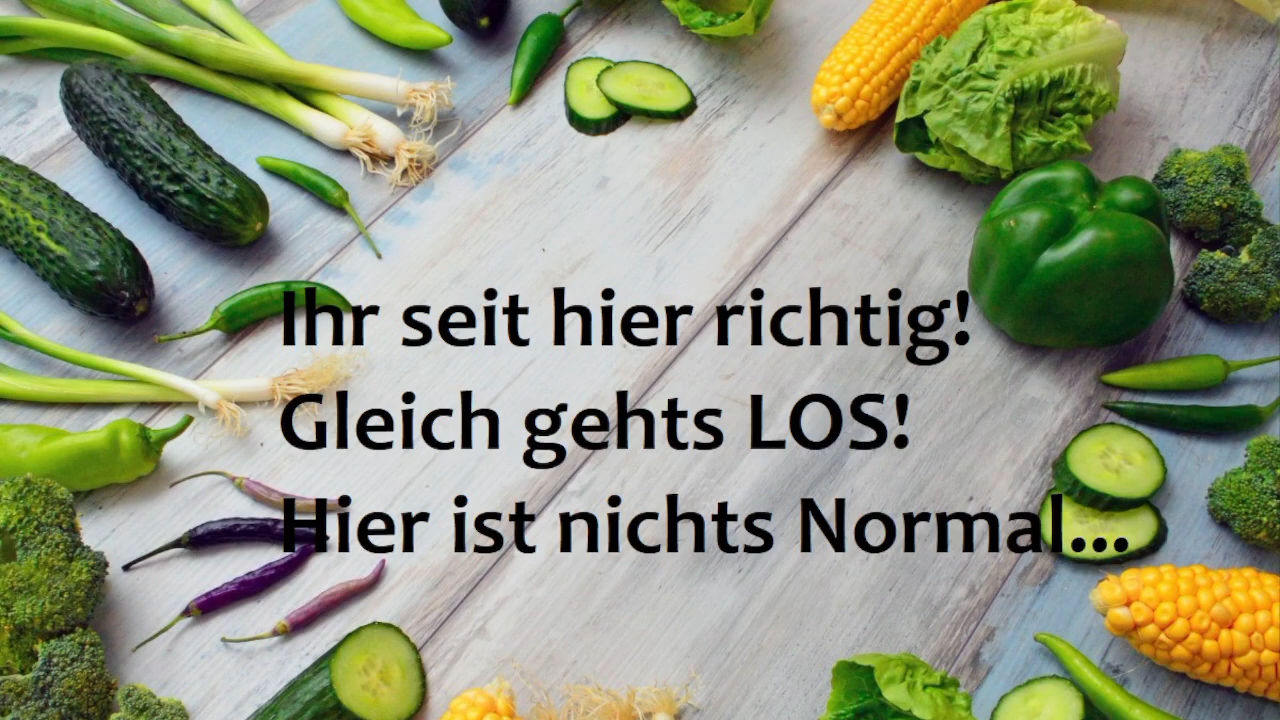 Ihr seit hier richtig!
Gleich gehts LOS!
Hier ist nichts Normal...